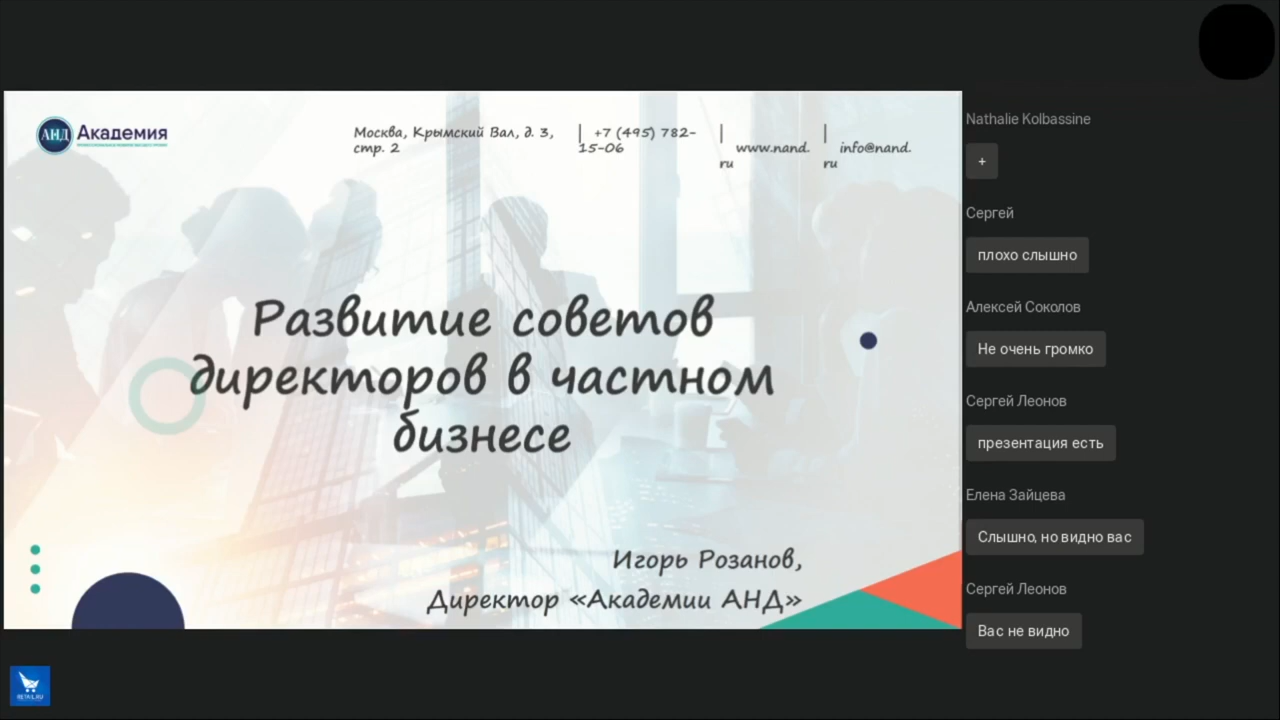 АНД Академия
Москва, Крымский Вал, д. 3,
стр. 2
| +7 (495) 782-
15-06
| www.nand.
ru
| info@nand.
ru
Развитие советов
директоров в частном
бизнесе
Игорь Розанов,
Директор «Академии АНД»
RETAIL.RU
Nathalie Kolbassine
+
Сергей
плохо слышно
Алексей Соколов
Не очень громко
Сергей Леонов
презентация есть
Елена Зайцева
Слышно, но видно вас
Сергей Леонов
Вас не видно